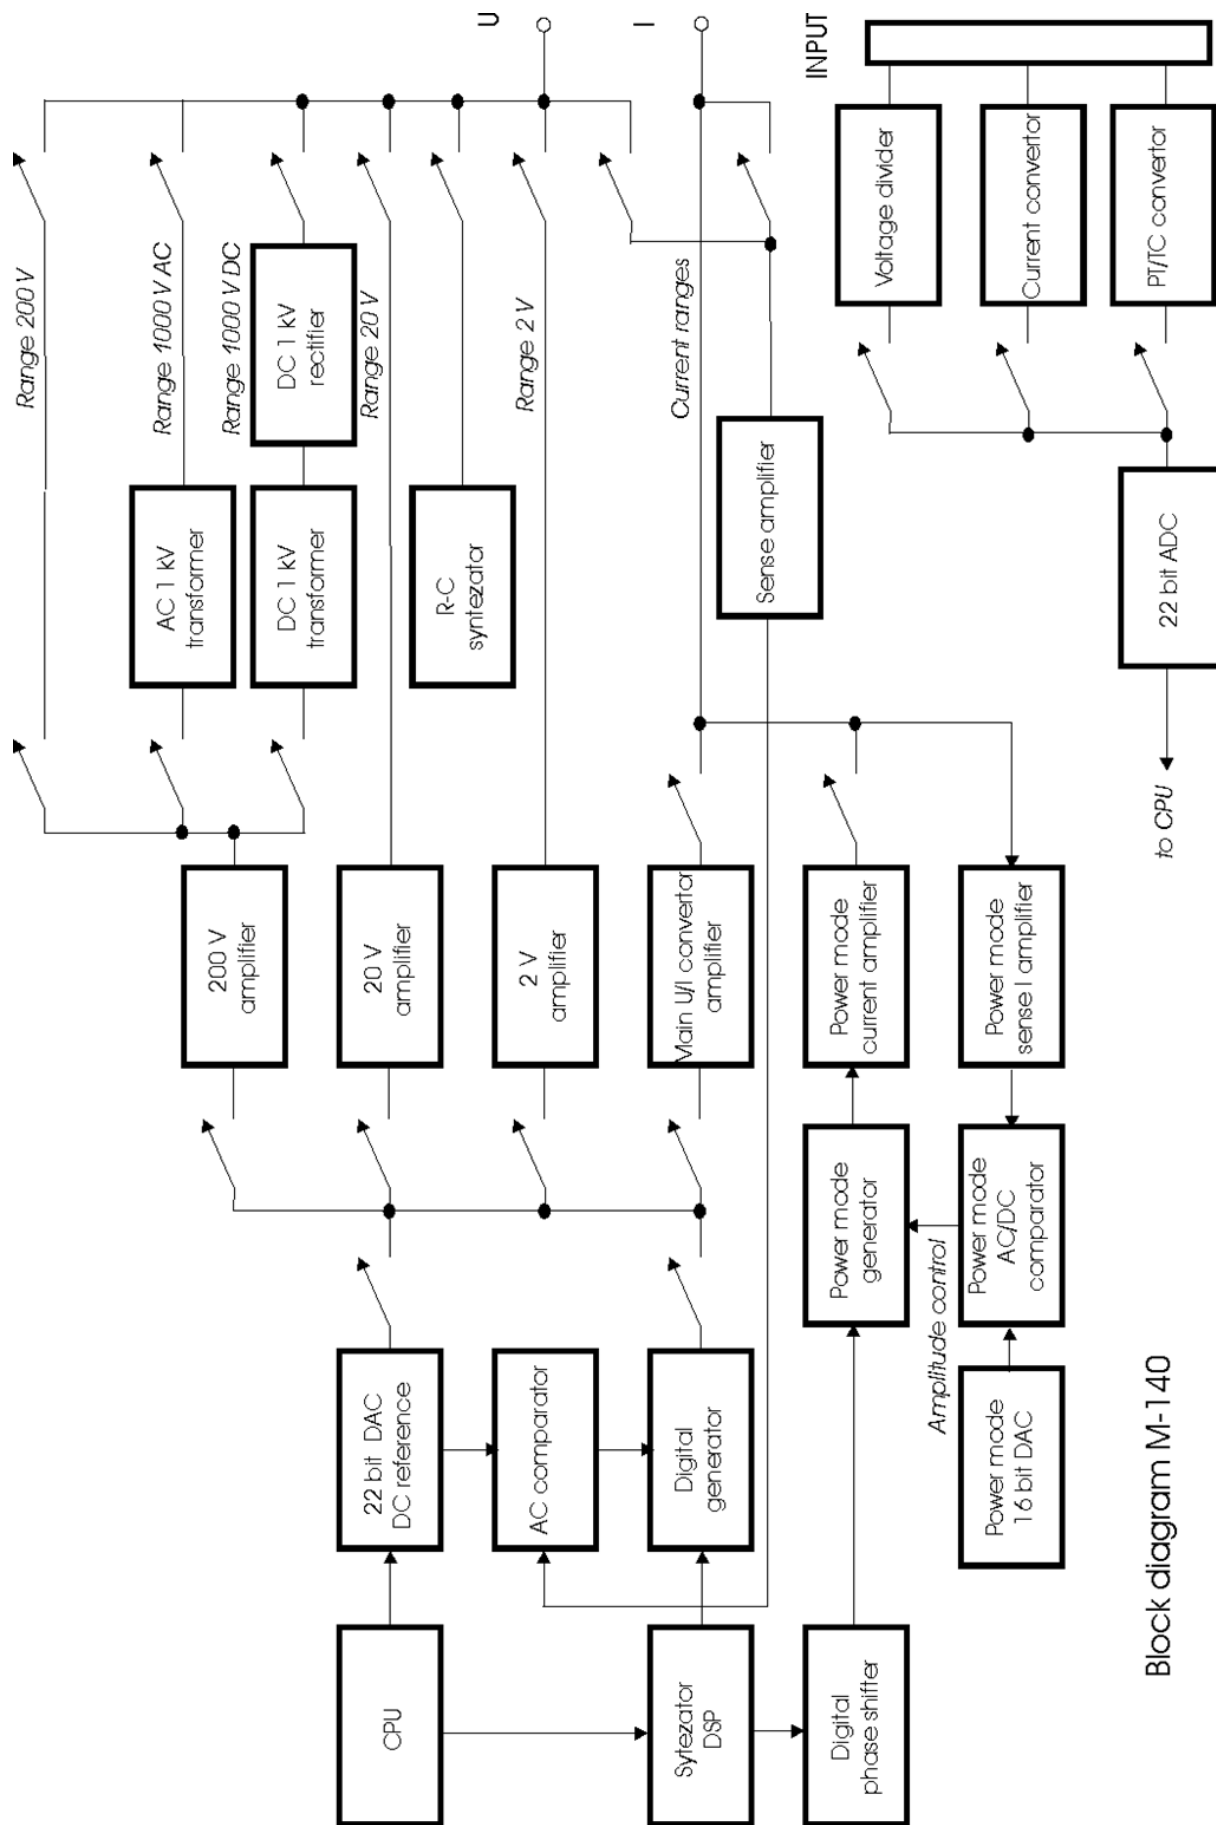 U
I
INPUT
Range 200 V
Range 1000 V AC
Range 1000 V DC
DC 1 kV
rectifier
Range 20 V
Range 2 V
Current ranges
Voltage divider
Current convertor
PT/TC convertor
AC 1 kV
transformer
DC 1 kV
transformer
R-C
syntezator
Sense amplifier
22 bit ADC
to CPU
200 V
amplifier
20 V
amplifier
2 V
amplifier
Main U/I convertor
amplifier
Power mode
current amplifier
Power mode
sense I amplifier
Power mode
generator
Power mode
AC/DC
comparator
Amplitude control
22 bit DAC
DC reference
AC comparator
Digital
generator
Power mode
16 bit DAC
CPU
Sytezator
DSP
Digital
phase shifter
Block diagram M-140